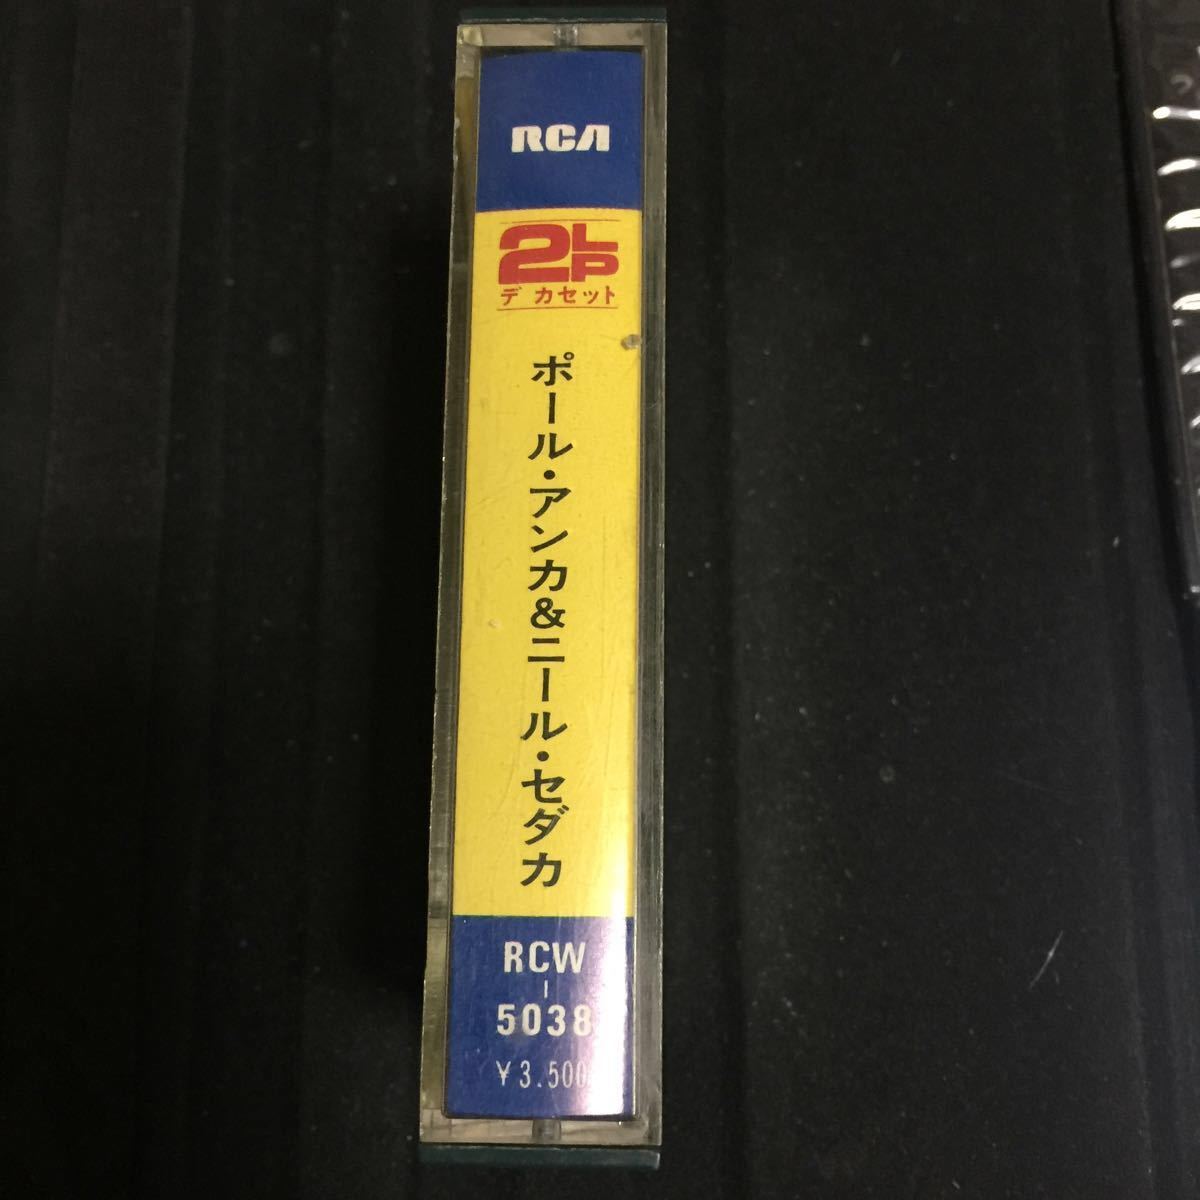 RCA
2LP
デカセット
ポール・アンカ&ニール・セダカ
RCW
-
5038
¥3.500